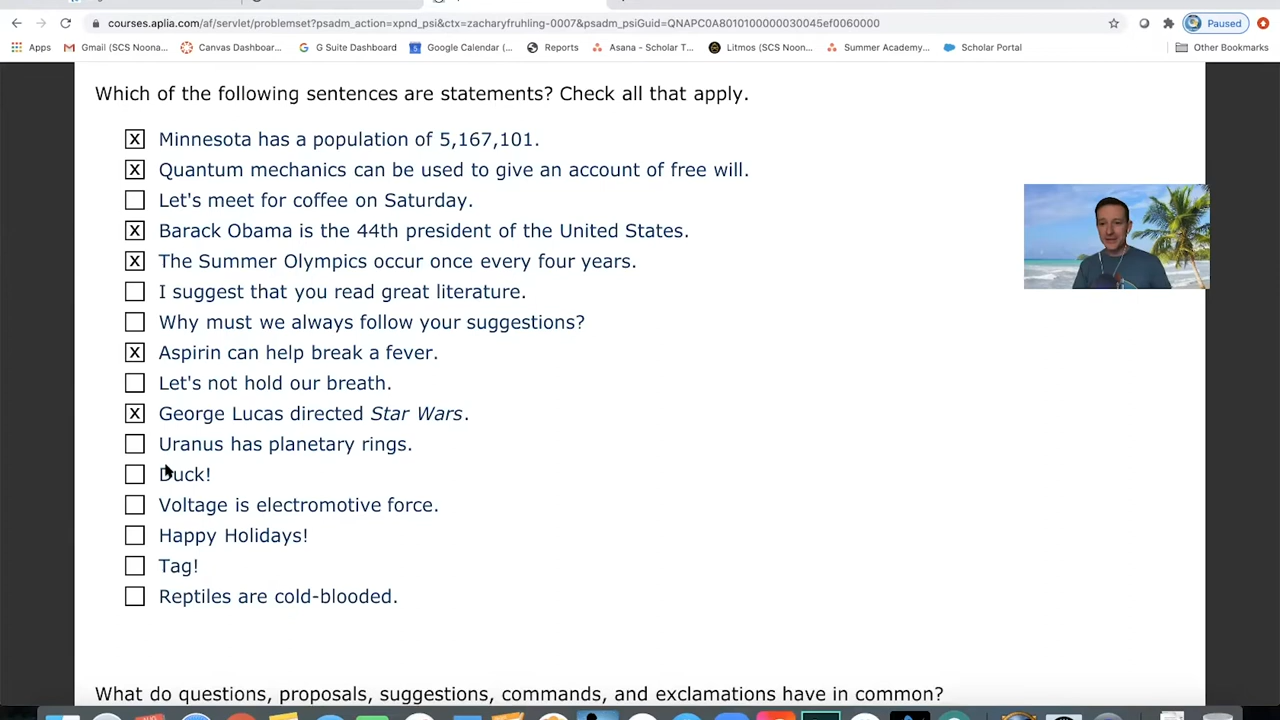 courses.aplia.com/af/servlet/problemset?psadm_action=xpnd_psi&ctx=zacharyfruhling-0007&psadm_psiGuid=QNAPC0A8010100000030045ef0060000
Paused
Apps
Gmail (SCS Noona...
Canvas Dashboar...
G Suite Dashboard
Google Calendar (...
Reports
Asana - Scholar T...
Litmos (SCS Noon...
Summer Academy...
Scholar Portal
Other Bookmarks
Which of the following sentences are statements? Check all that apply.
X Minnesota has a population of 5,167,101.
X Quantum mechanics can be used to give an account of free will.
Let's meet for coffee on Saturday.
X Barack Obama is the 44th president of the United States.
X The Summer Olympics occur once every four years.
I suggest that you read great literature.
Why must we always follow your suggestions?
X Aspirin can help break a fever.
Let's not hold our breath.
X George Lucas directed Star Wars.
Uranus has planetary rings.
Duck!
Voltage is electromotive force.
Happy Holidays!
Tag!
Reptiles are cold-blooded.
What do questions, proposals, suggestions, commands, and exclamations have in common?